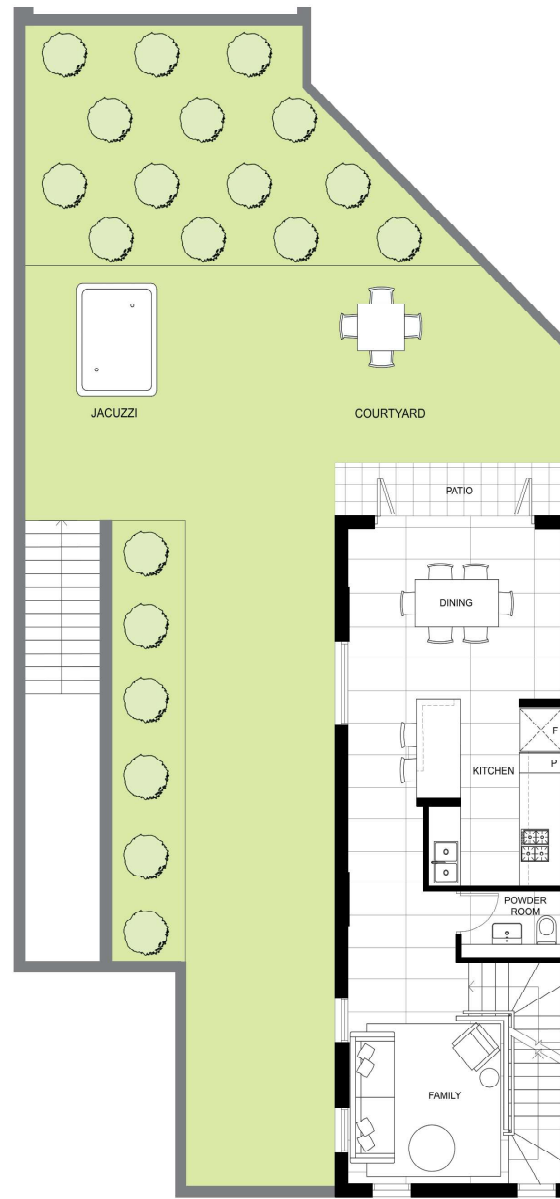 JACUZZI
COURTYARD
PATIO
DINING
F
P
KITCHEN
POWDER
ROOM
FAMILY